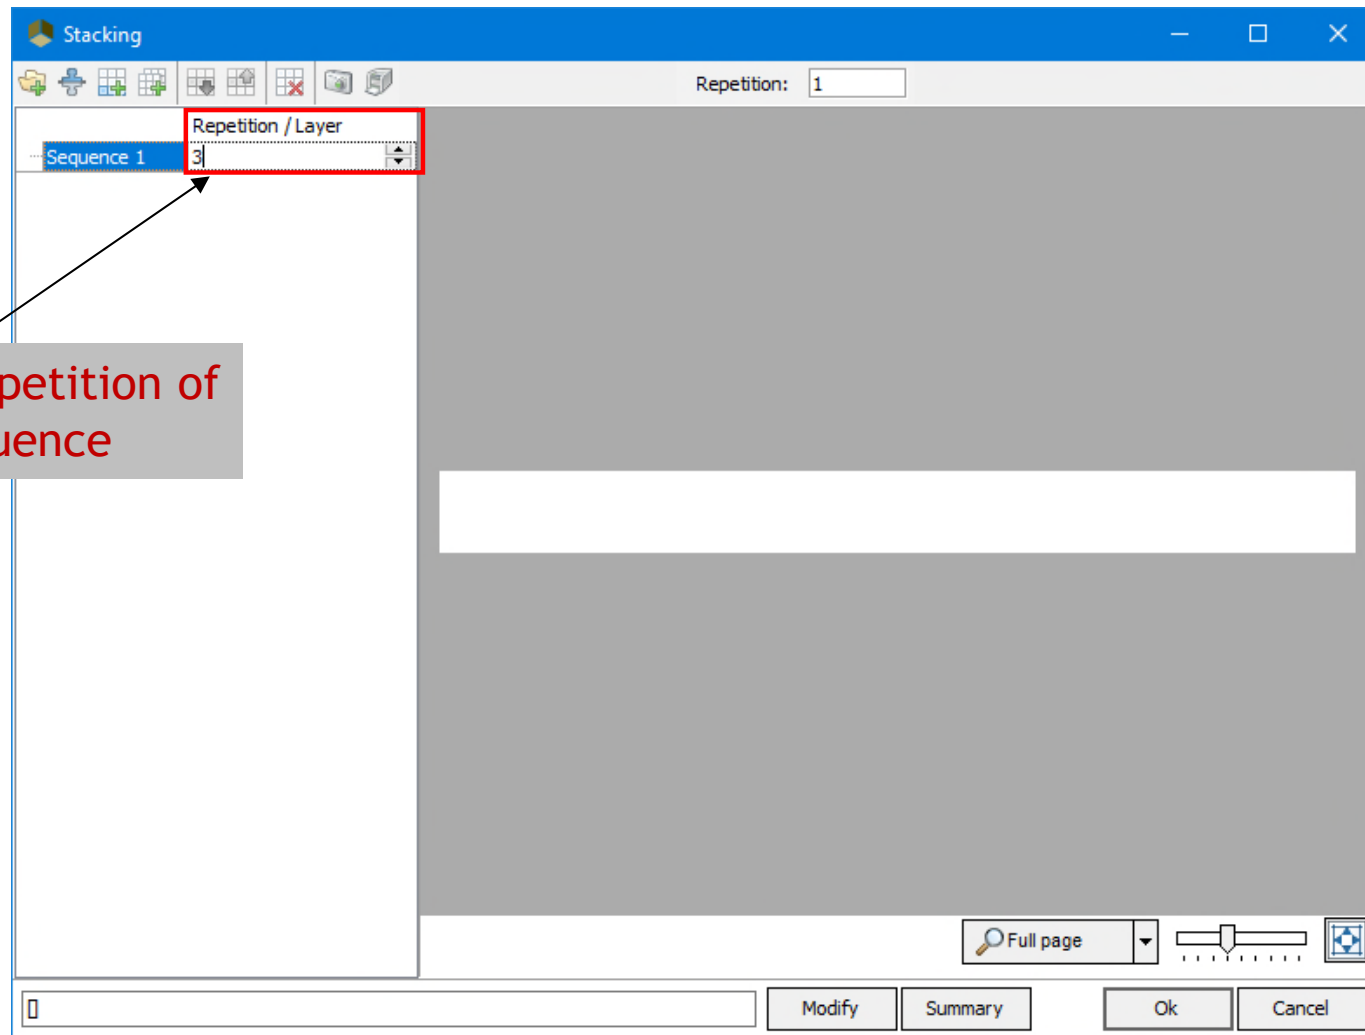 Stacking
Repetition: 1
Repetition / Layer
Sequence 1 3
petition of
uence
Full page
[]
Modify Summary Ok Cancel